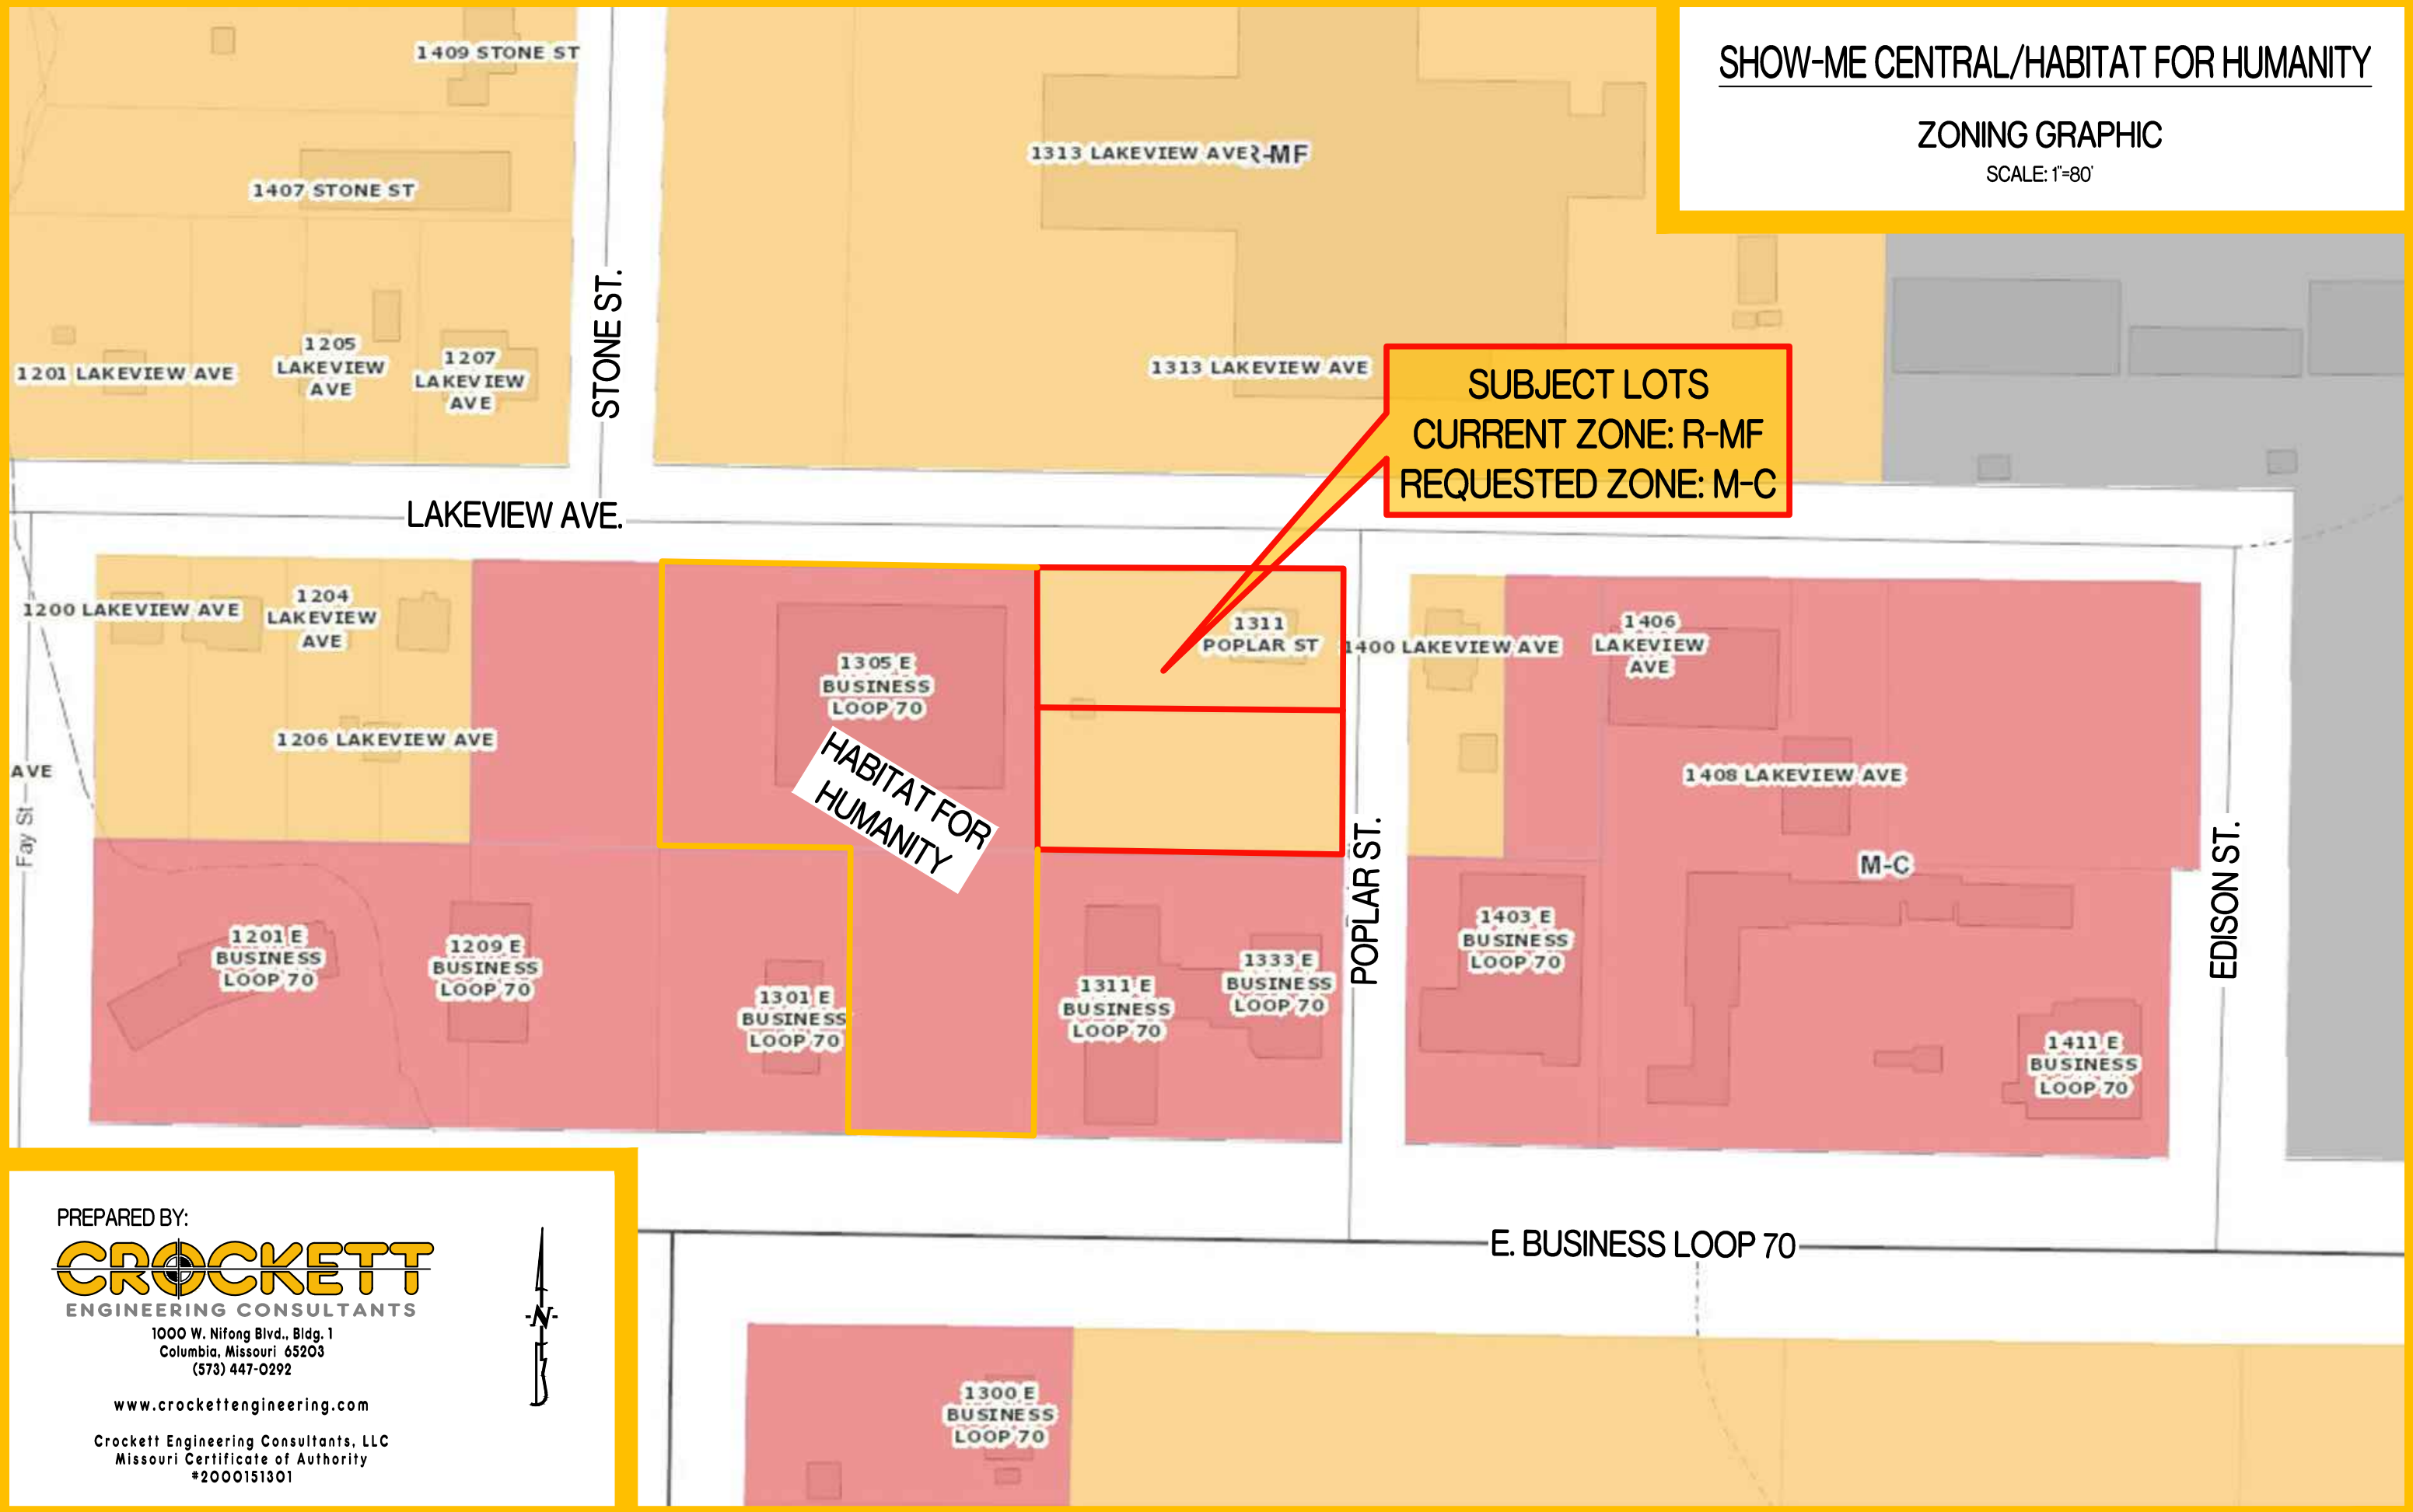 SHOW-ME CENTRAL/HABITAT FOR HUMANITY
ZONING GRAPHIC
SCALE: 1"=80'
1409 STONE ST
1407 STONE ST
1313 LAKEVIEW AVE
R-MF
STONE ST.
1201 LAKEVIEW AVE
1205
LAKEVIEW
AVE
1207
LAKEVIEW
AVE
1313 LAKEVIEW AVE
SUBJECT LOTS
CURRENT ZONE: R-MF
REQUESTED ZONE: M-C
LAKEVIEW AVE.
1200 LAKEVIEW AVE
1204
LAKEVIEW
AVE
1206 LAKEVIEW AVE
1305 E
BUSINESS
LOOP 70
HABITAT FOR
HUMANITY
1311
POPLAR ST
1400 LAKEVIEW AVE
1406
LAKEVIEW
AVE
1408 LAKEVIEW AVE
AVE
Fay St
POPLAR ST.
M-C
EDISON ST.
1201 E
BUSINESS
LOOP 70
1209 E
BUSINESS
LOOP 70
1301 E
BUSINESS
LOOP 70
1311 E
BUSINESS
LOOP 70
1333 E
BUSINESS
LOOP 70
1403 E
BUSINESS
LOOP 70
1411 E
BUSINESS
LOOP 70
E. BUSINESS LOOP 70
1300 E
BUSINESS
LOOP 70
PREPARED BY:
CROCKETT
ENGINEERING CONSULTANTS
1000 W. Nifong Blvd., Bldg. 1
Columbia, Missouri 65203
(573) 447-0292
www.crockettengineering.com
Crockett Engineering Consultants, LLC
Missouri Certificate of Authority
#2000151301
N